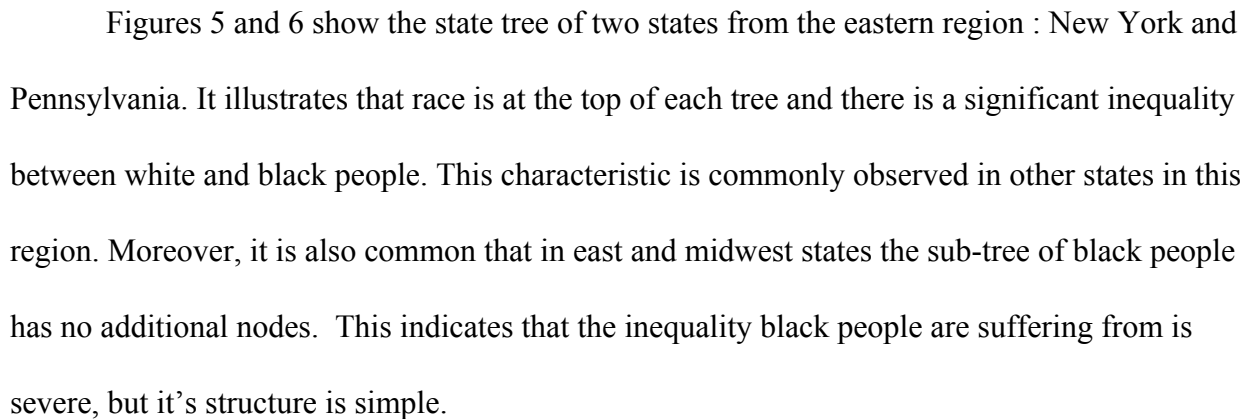 Figures 5 and 6 show the state tree of two states from the eastern region : New York and
Pennsylvania. It illustrates that race is at the top of each tree and there is a significant inequality
between white and black people. This characteristic is commonly observed in other states in this
region. Moreover, it is also common that in east and midwest states the sub-tree of black people
has no additional nodes.  This indicates that the inequality black people are suffering from is
severe, but it’s structure is simple.